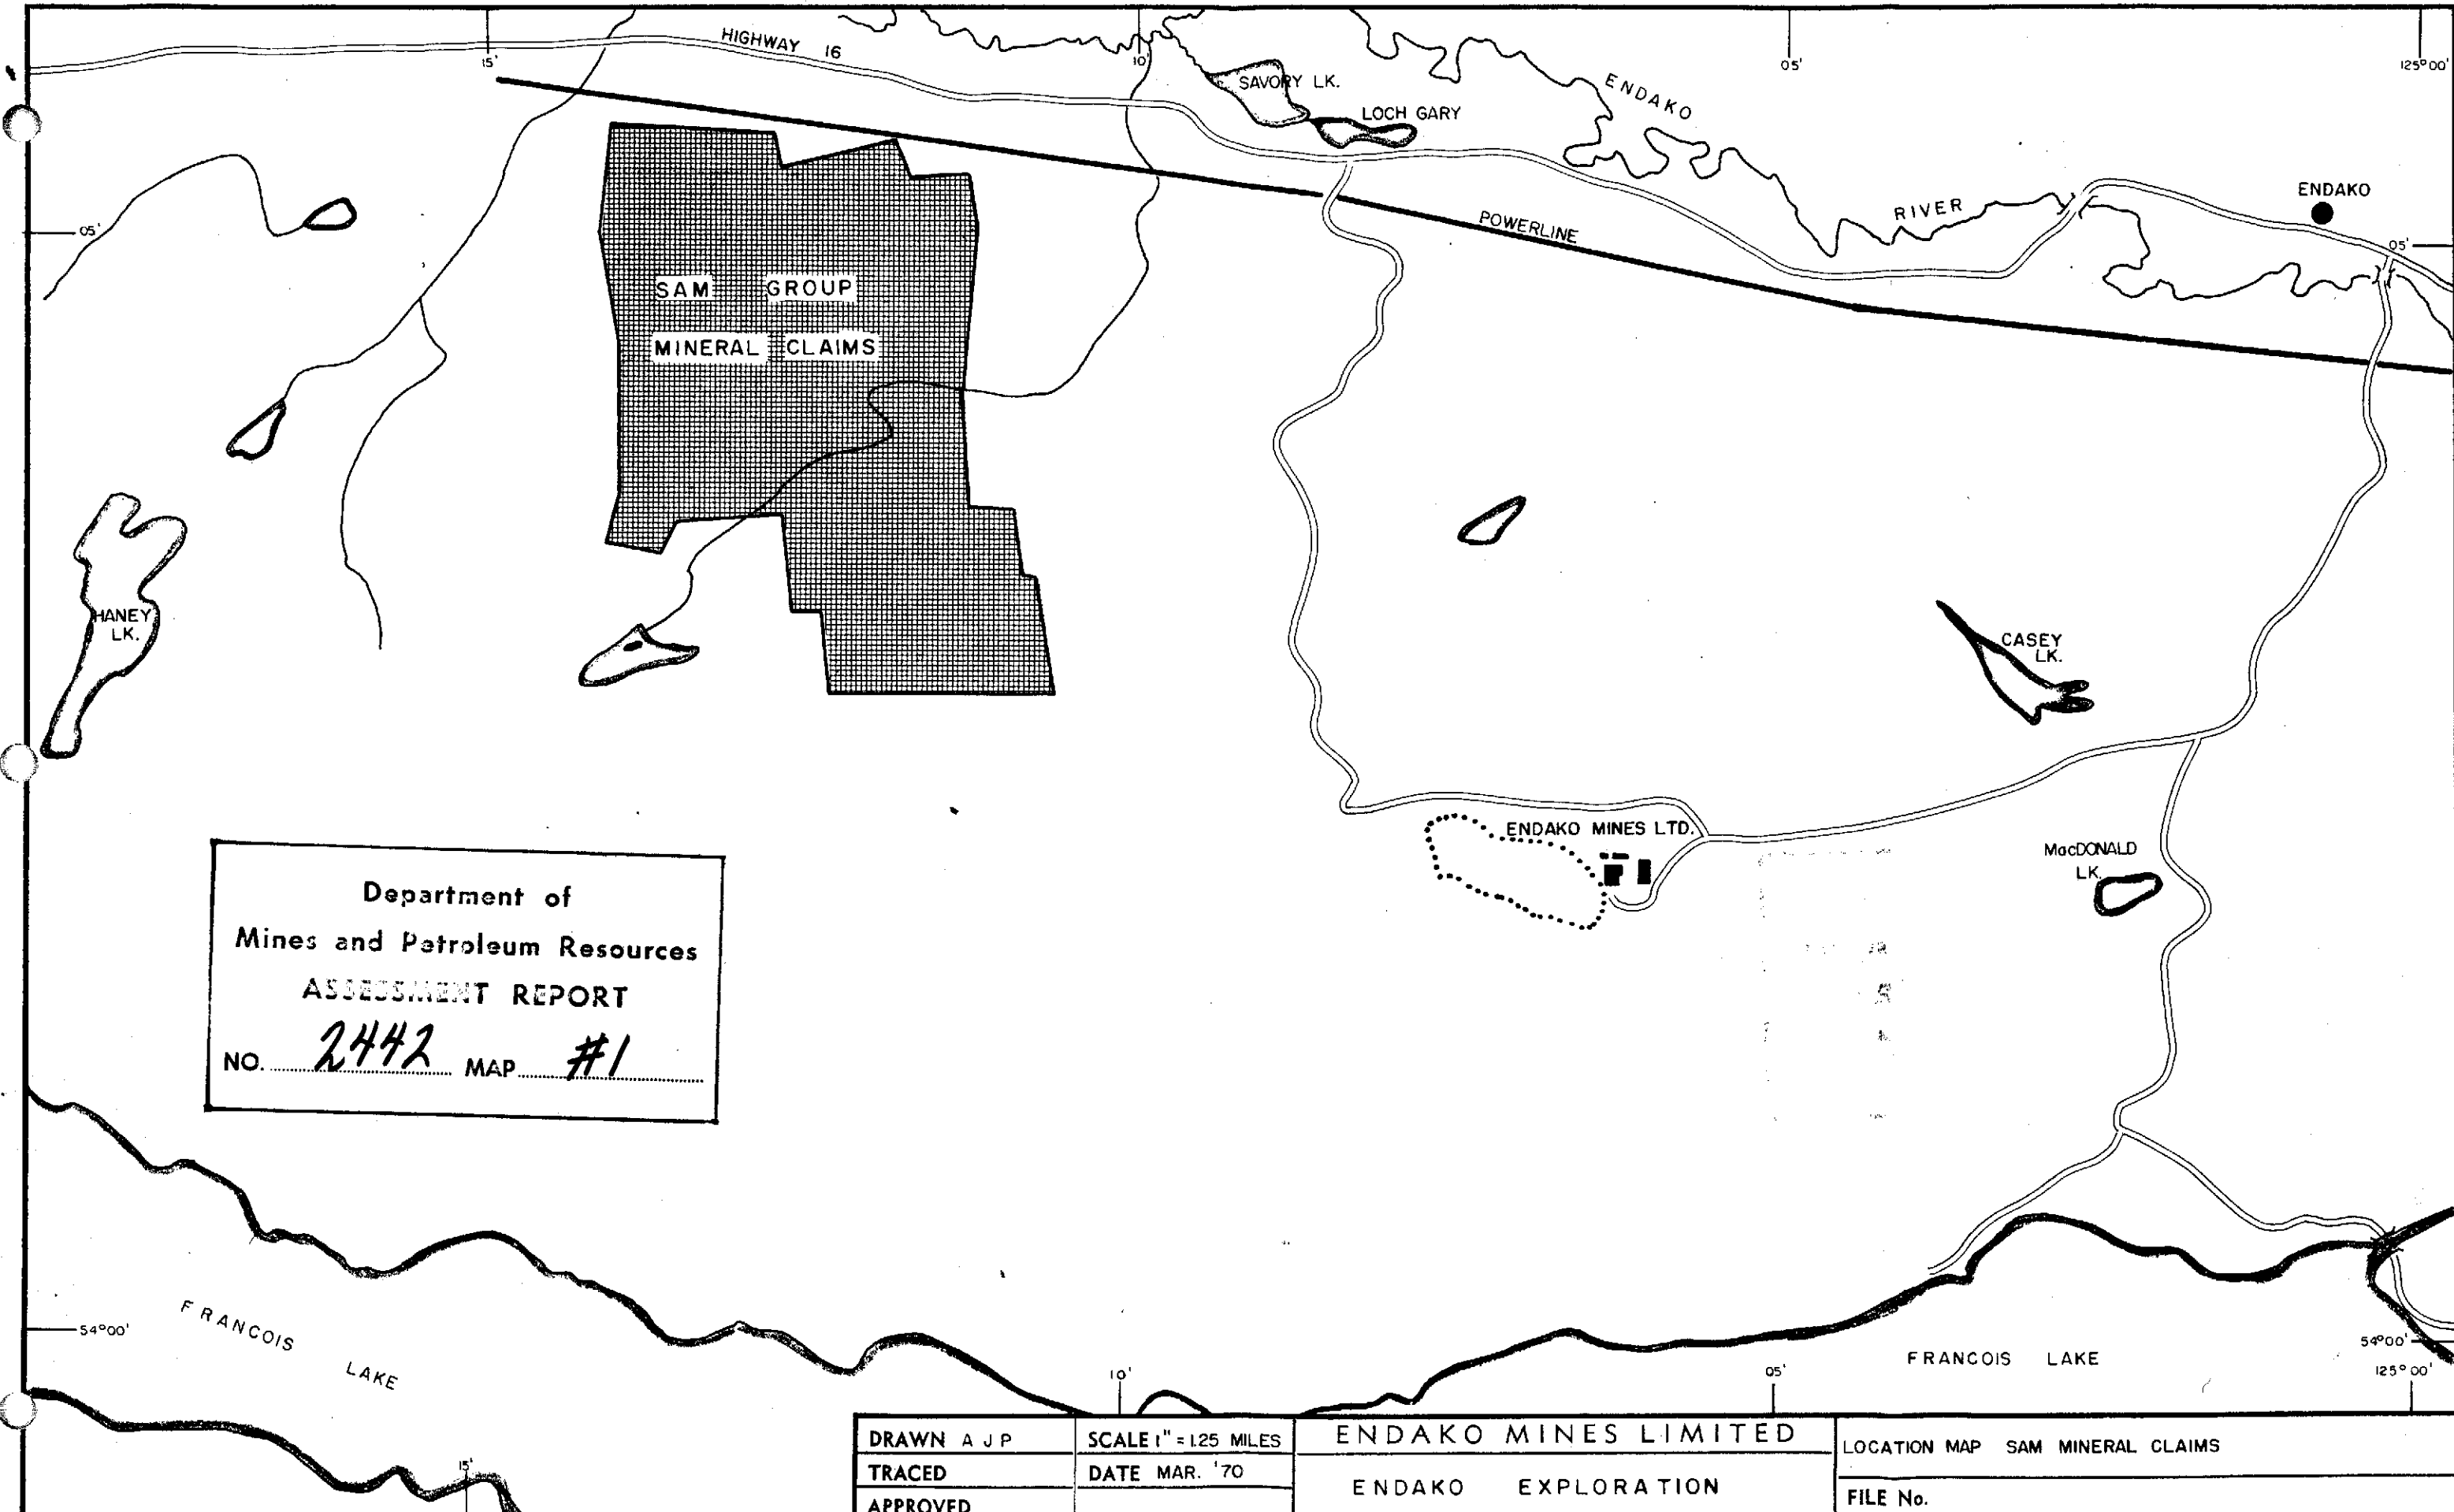 HIGHWAY 16
15'
10'
05'
125°00'
SAVORY LK.
LOCH GARY
ENDAKO
RIVER
ENDAKO
05'
05'
POWERLINE
SAM GROUP
MINERAL CLAIMS
HANEY
LK.
CASEY
LK.
ENDAKO MINES LTD.
MacDONALD
LK.
Department of
Mines and Petroleum Resources
ASSESSMENT REPORT
NO. 2442 MAP #1
54°00'
FRANCOIS LAKE
10'
05'
FRANCOIS LAKE
54°00'
125°00'
15'
DRAWN A J P
SCALE 1" = 1.25 MILES
TRACED
DATE MAR. '70
APPROVED
ENDAKO MINES LIMITED
ENDAKO EXPLORATION
LOCATION MAP SAM MINERAL CLAIMS
FILE No.